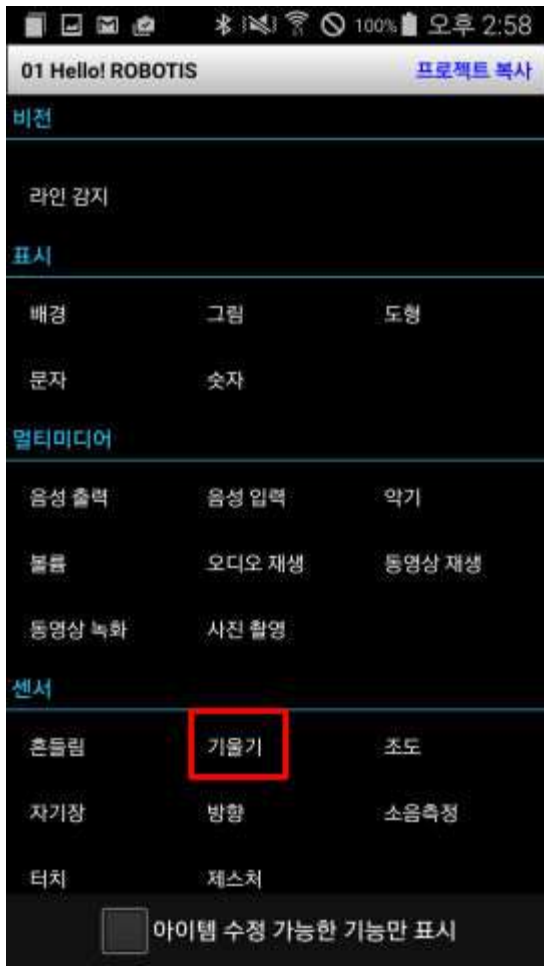 100% 오후 2:58
01 Hello! ROBOTIS 프로젝트 복사
비전
라인 감지
표시
배경 그림 도형
문자 숫자
멀티미디어
음성 출력 음성 입력 악기
볼륨 오디오 재생 동영상 재생
동영상 녹화 사진 촬영
센서
흔들림 기울기 조도
자기장 방향 소음측정
터치 제스처
아이템 수정 가능한 기능만 표시